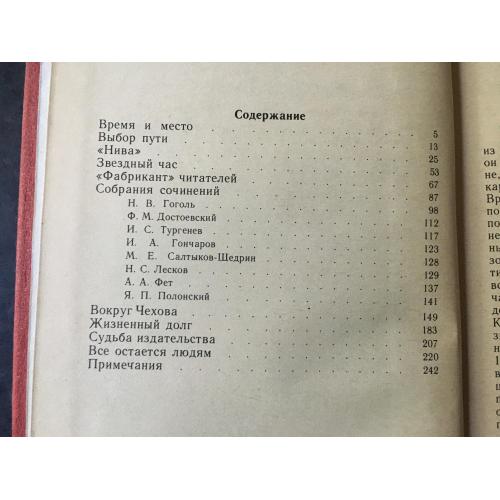 Содержание
Время и место . . . . . . . . . . 5
Выбор пути . . . . . . . . . . 13
«Нива» . . . . . . . . . . 25
Звездный час . . . . . . . . . . 53
«Фабрикант» читателей . . . . . . . . . . 67
Собрания сочинений . . . . . . . . . . 87
Н. В. Гоголь . . . . . . . . . . 98
Ф. М. Достоевский . . . . . . . . . . 112
И. С. Тургенев . . . . . . . . . . 117
И. А. Гончаров . . . . . . . . . . 123
М. Е. Салтыков-Щедрин . . . . . . . . . . 128
Н. С. Лесков . . . . . . . . . . 129
А. А. Фет . . . . . . . . . . 137
Я. П. Полонский . . . . . . . . . . 141
Вокруг Чехова . . . . . . . . . . 149
Жизненный долг . . . . . . . . . . 183
Судьба издательства . . . . . . . . . . 207
Все остается людям . . . . . . . . . . 220
Примечания . . . . . . . . . . 242